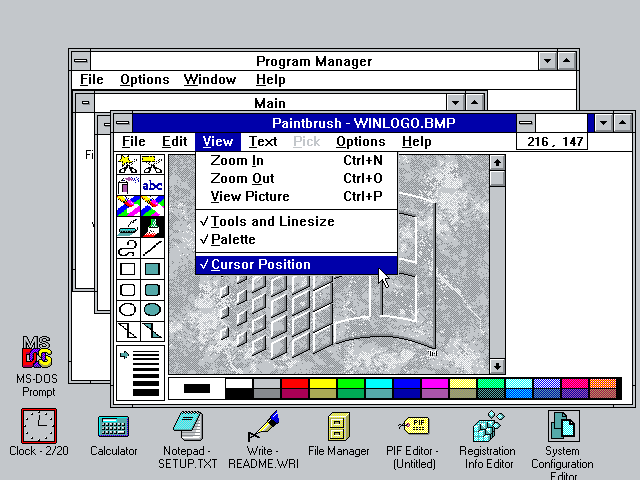 Program Manager
File Options Window Help
Main
Paintbrush - WINLOGO.BMP
File Edit View Text Pick Options Help
216, 147
Fi
abc
Zoom In Ctrl+N
Zoom Out Ctrl+O
View Picture Ctrl+P
✓ Tools and Linesize
✓ Palette
✓ Cursor Position
MS
DOS
MS-DOS
Prompt
PIF
Clock - 2/20
Calculator
Notepad -
SETUP.TXT
Write -
README.WRI
File Manager
PIF Editor -
(Untitled)
Registration
Info Editor
System
Configuration
Editor